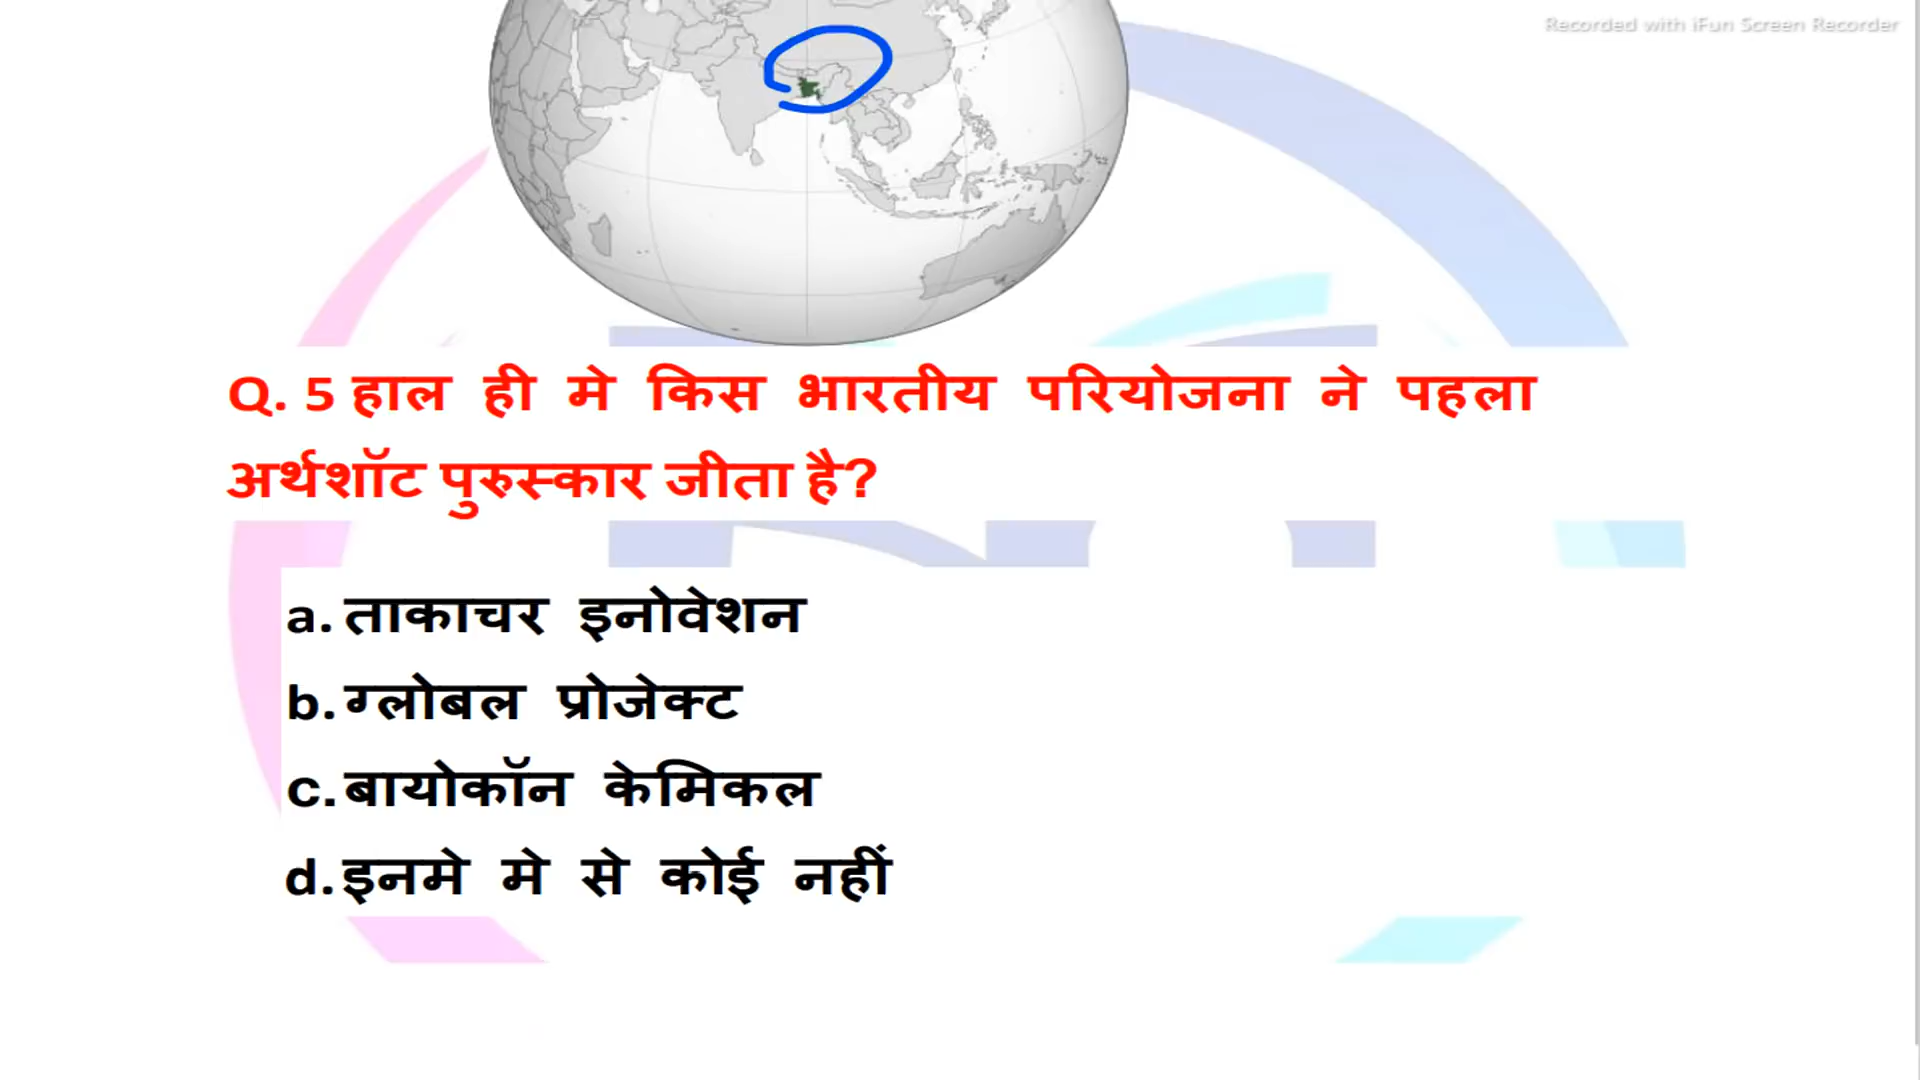 Recorded with iFun Screen Recorder
Q. 5 हाल ही मे किस भारतीय परियोजना ने पहला
अर्थशॉट पुरुस्कार जीता है?
a. ताकाचर इनोवेशन
b. ग्लोबल प्रोजेक्ट
c. बायोकॉन केमिकल
d. इनमे मे से कोई नहीं